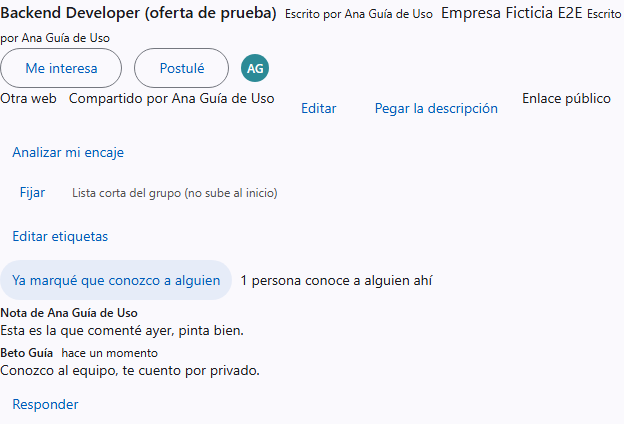 Backend Developer (oferta de prueba) Escrito por Ana Guía de Uso Empresa Ficticia E2E Escrito
por Ana Guía de Uso
Me interesa Postulé AG
Otra web Compartido por Ana Guía de Uso Editar Pegar la descripción Enlace público
Analizar mi encaje
Fijar Lista corta del grupo (no sube al inicio)
Editar etiquetas
Ya marqué que conozco a alguien 1 persona conoce a alguien ahí
Nota de Ana Guía de Uso
Esta es la que comenté ayer, pinta bien.
Beto Guía hace un momento
Conozco al equipo, te cuento por privado.
Responder